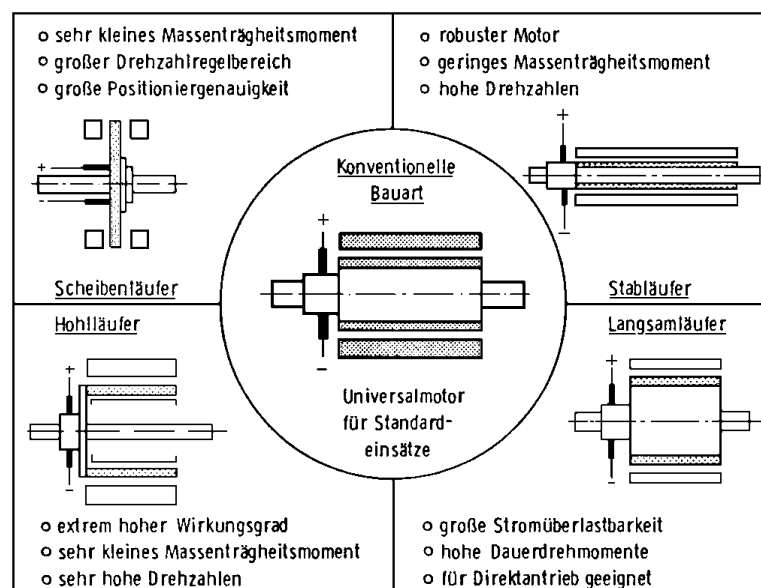 o sehr kleines Massenträgheitsmoment
o großer Drehzahlregelbereich
o große Positioniergenauigkeit
+
-
Scheibenläufer
o robuster Motor
o geringes Massenträgheitsmoment
o hohe Drehzahlen
+
-
Stabläufer
Konventionelle
Bauart
+
-
Universalmotor
für Standard-
einsätze
Hohlläufer
+
-
o extrem hoher Wirkungsgrad
o sehr kleines Massenträgheitsmoment
o sehr hohe Drehzahlen
Langsamläufer
+
-
o große Stromüberlastbarkeit
o hohe Dauerdrehmomente
o für Direktantrieb geeignet